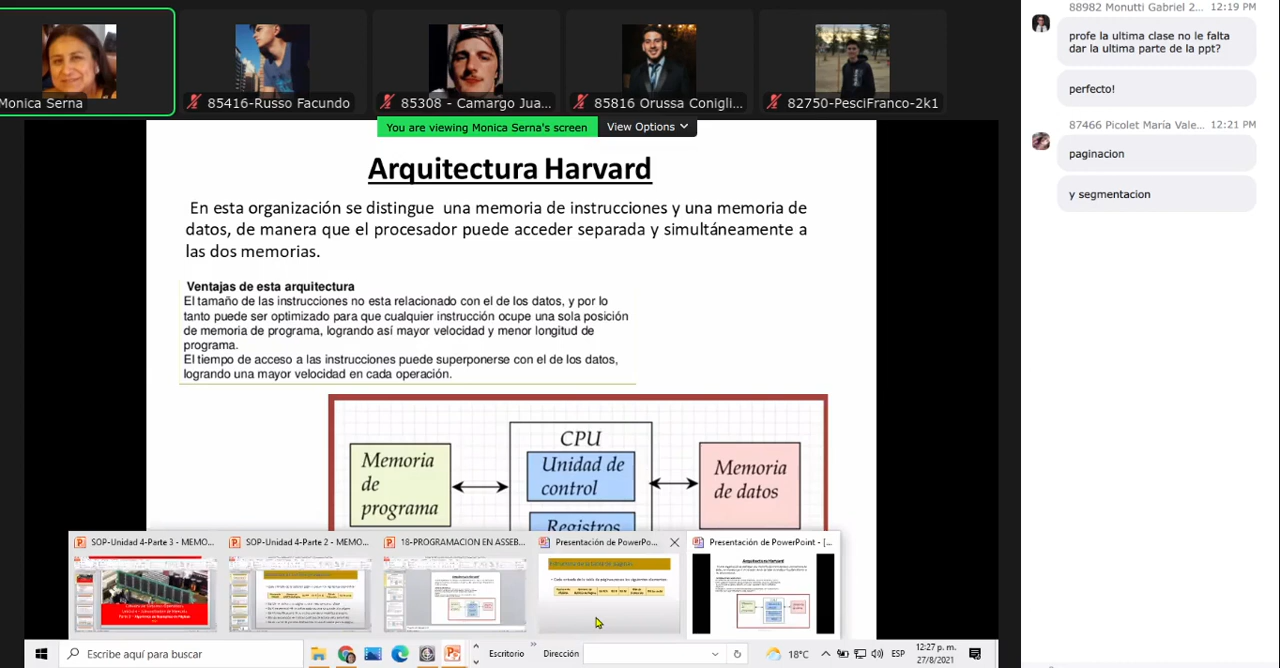 Monica Serna
85416-Russo Facundo
85308 - Camargo Jua...
85816 Orussa Conigli...
82750-PesciFranco-2k1
You are viewing Monica Serna's screen
View Options
Arquitectura Harvard
En esta organización se distingue una memoria de instrucciones y una memoria de
datos, de manera que el procesador puede acceder separada y simultáneamente a
las dos memorias.
Ventajas de esta arquitectura
El tamaño de las instrucciones no esta relacionado con el de los datos, y por lo
tanto puede ser optimizado para que cualquier instrucción ocupe una sola posición
de memoria de programa, logrando así mayor velocidad y menor longitud de
programa.
El tiempo de acceso a las instrucciones puede superponerse con el de los datos,
logrando una mayor velocidad en cada operación.
Memoria
de
programa
CPU
Unidad de
control
Registros
Memoria
de datos
SOP-Unidad 4-Parte 3 - MEMO...
SOP-Unidad 4-Parte 2 - MEMO...
18-PROGRAMACION EN ASSEB...
Presentación de PowerPo...
Presentación de PowerPoint - [...
Arquitectura Harvard
Escribe aquí para buscar
Escritorio
Dirección
18°C
ESP
12:27 p. m.
27/8/2021
88982 Monutti Gabriel 2... 12:19 PM
profe la ultima clase no le falta
dar la ultima parte de la ppt?
perfecto!
87466 Picolet María Vale... 12:21 PM
paginacion
y segmentacion